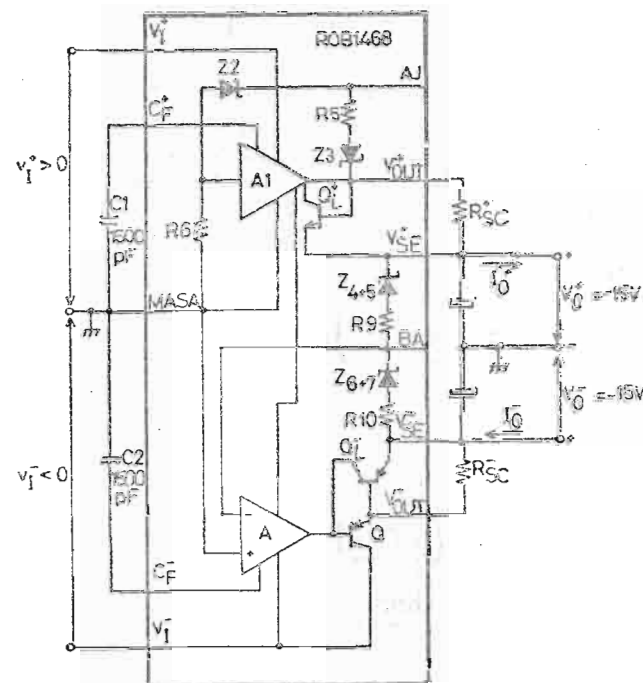 V_I^+
ROB1468
Z2
AJ
C_F^+
R5
Z3
V_OUT^+
A1
Q_L^+
R_SC^+
V_I^+ > 0
C1
1500
pF
R6
V_SE^+
I_O^+
Z4+5
V_O^+ = -15V
MASA
R9
BA
Z6+7
V_O^- = -15V
R10
V_SE^-
I_O^-
Q_L^-
V_I^- < 0
C2
1500
pF
R_SC^-
V_OUT^-
A
Q
C_F^-
V_I^-